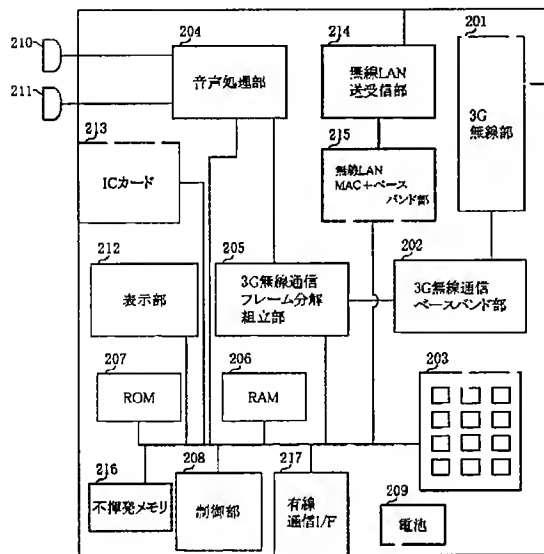 210
211
204
音声処理部
214
無線LAN
送受信部
201
3G
無線部
213
ICカード
215
無線LAN
MAC+ベース
バンド部
212
表示部
205
3G無線通信
フレーム分解
組立部
202
3G無線通信
ベースバンド部
207
ROM
206
RAM
203
216
不揮発メモリ
208
制御部
217
有線
通信I/F
209
電池